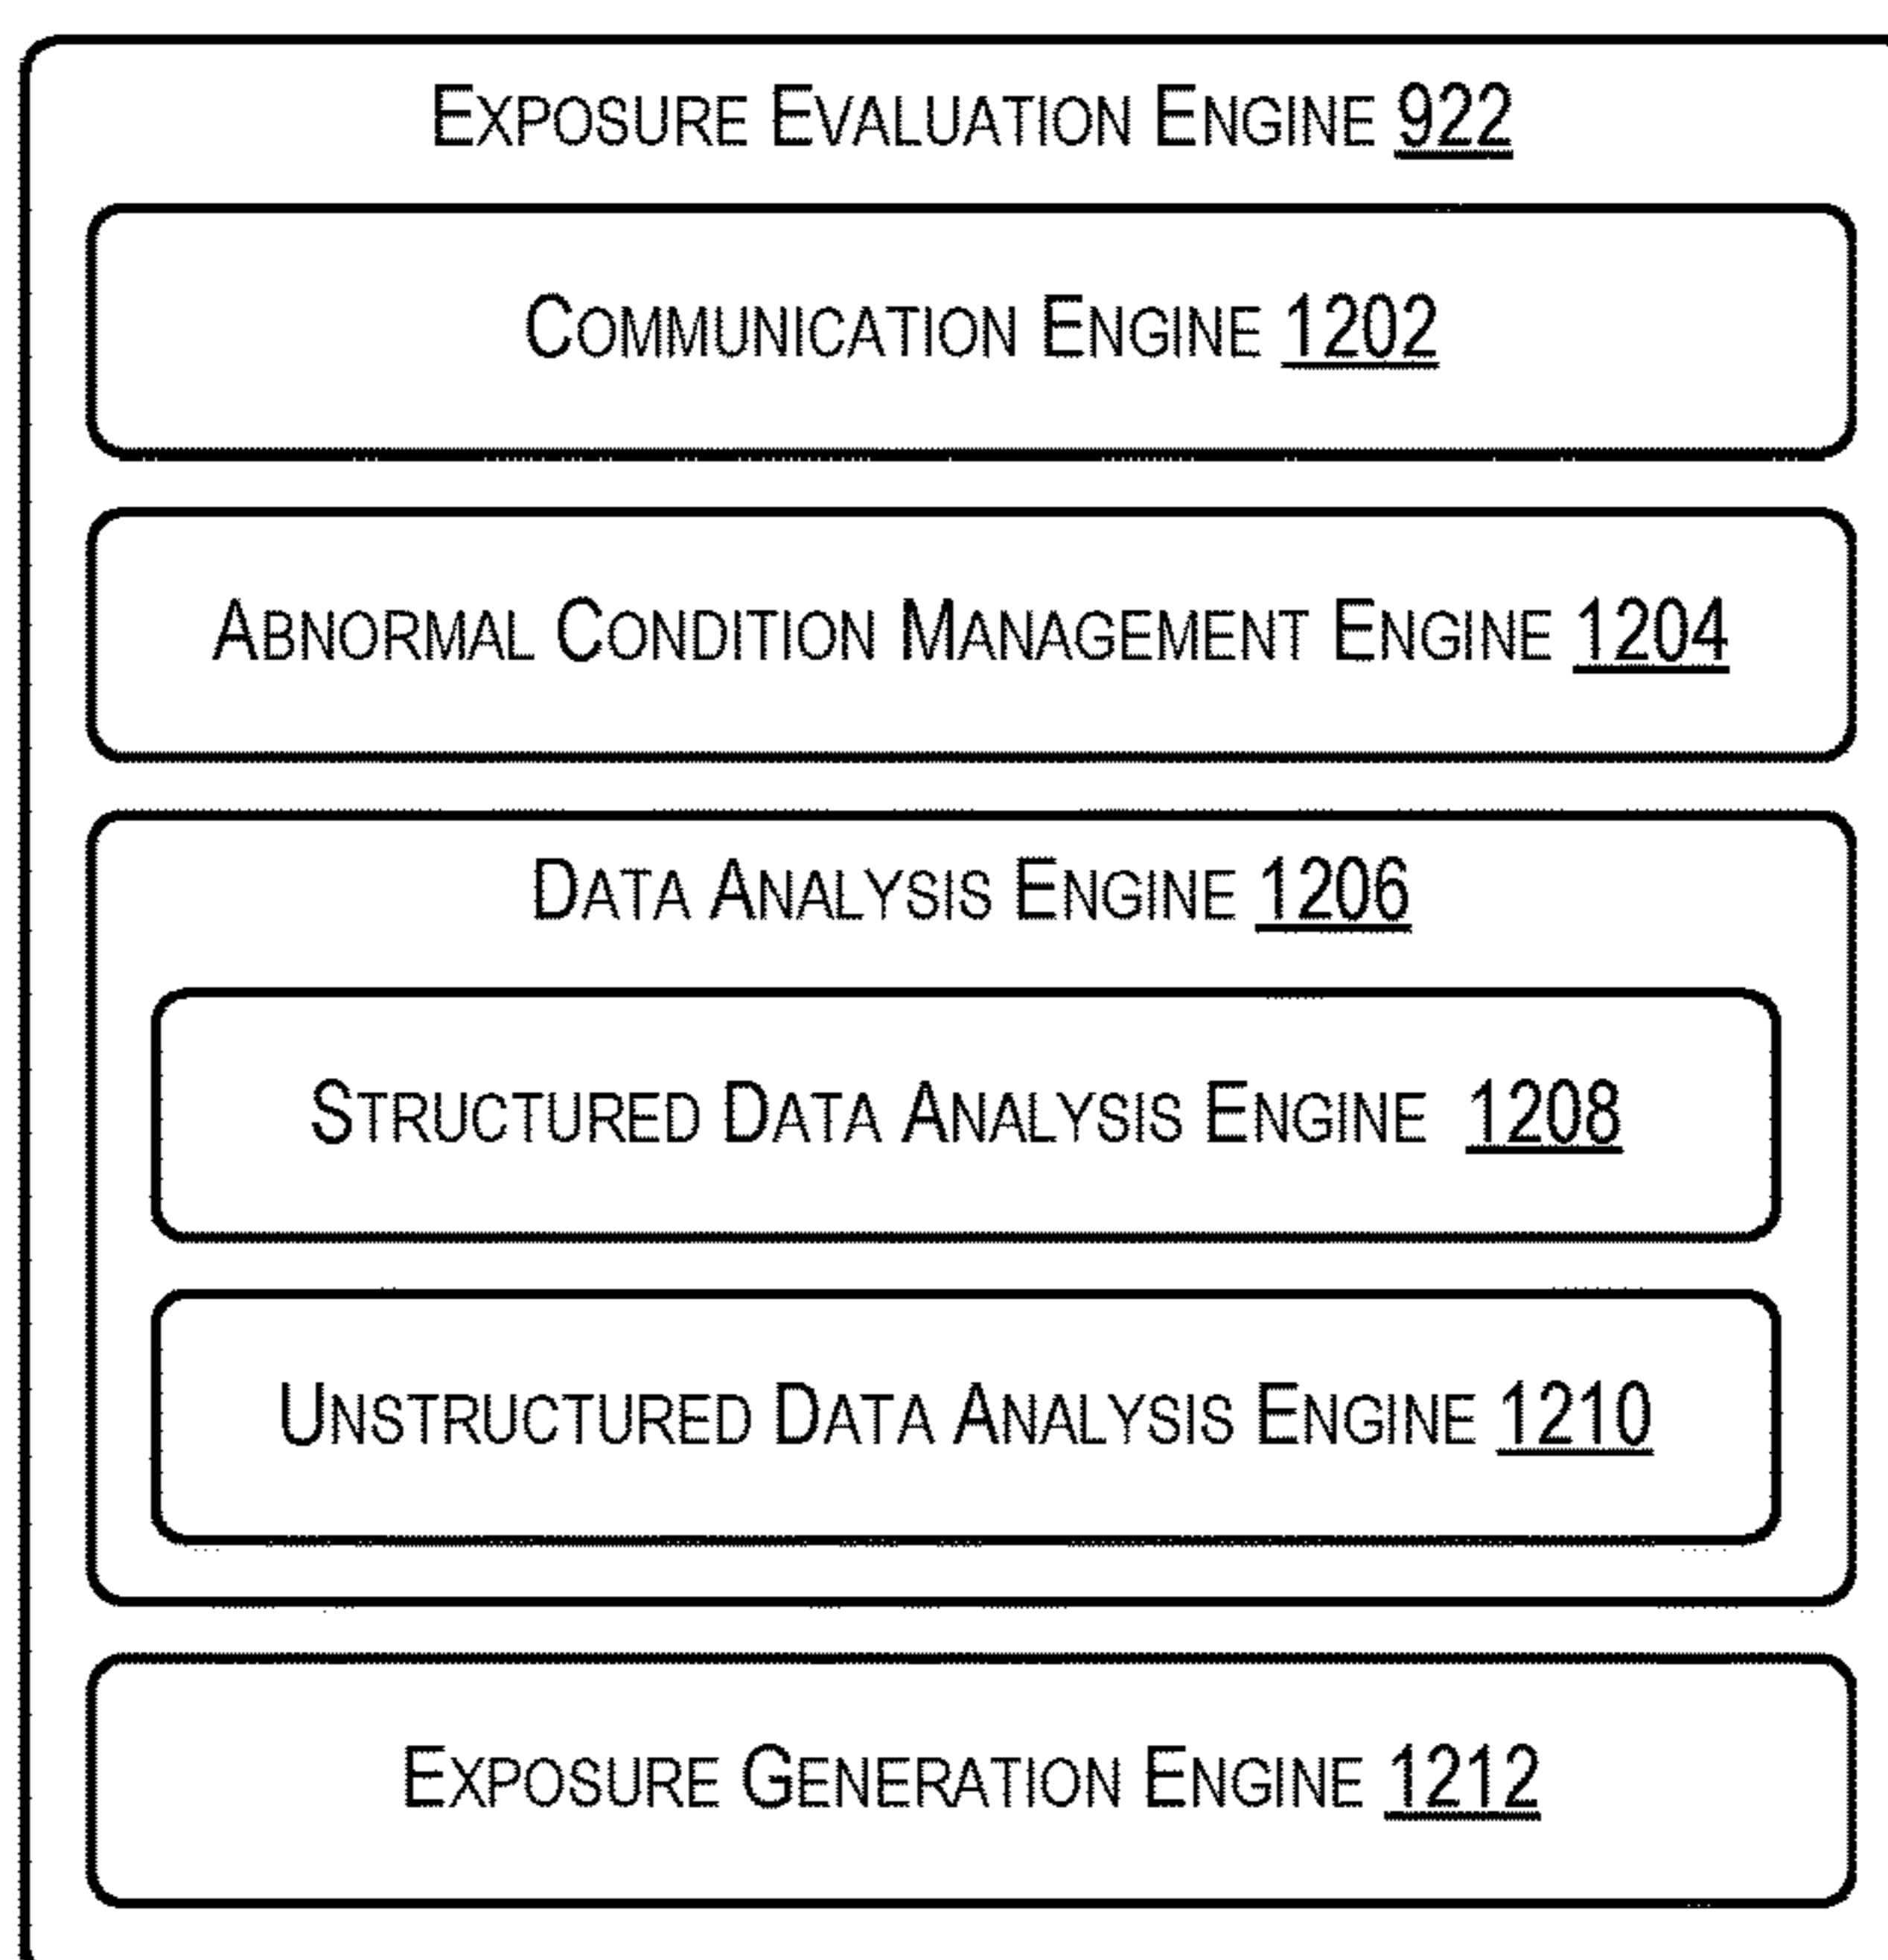 EXPOSURE EVALUATION ENGINE 922
COMMUNICATION ENGINE 1202
ABNORMAL CONDITION MANAGEMENT ENGINE 1204
DATA ANALYSIS ENGINE 1206
STRUCTURED DATA ANALYSIS ENGINE 1208
UNSTRUCTURED DATA ANALYSIS ENGINE 1210
EXPOSURE GENERATION ENGINE 1212